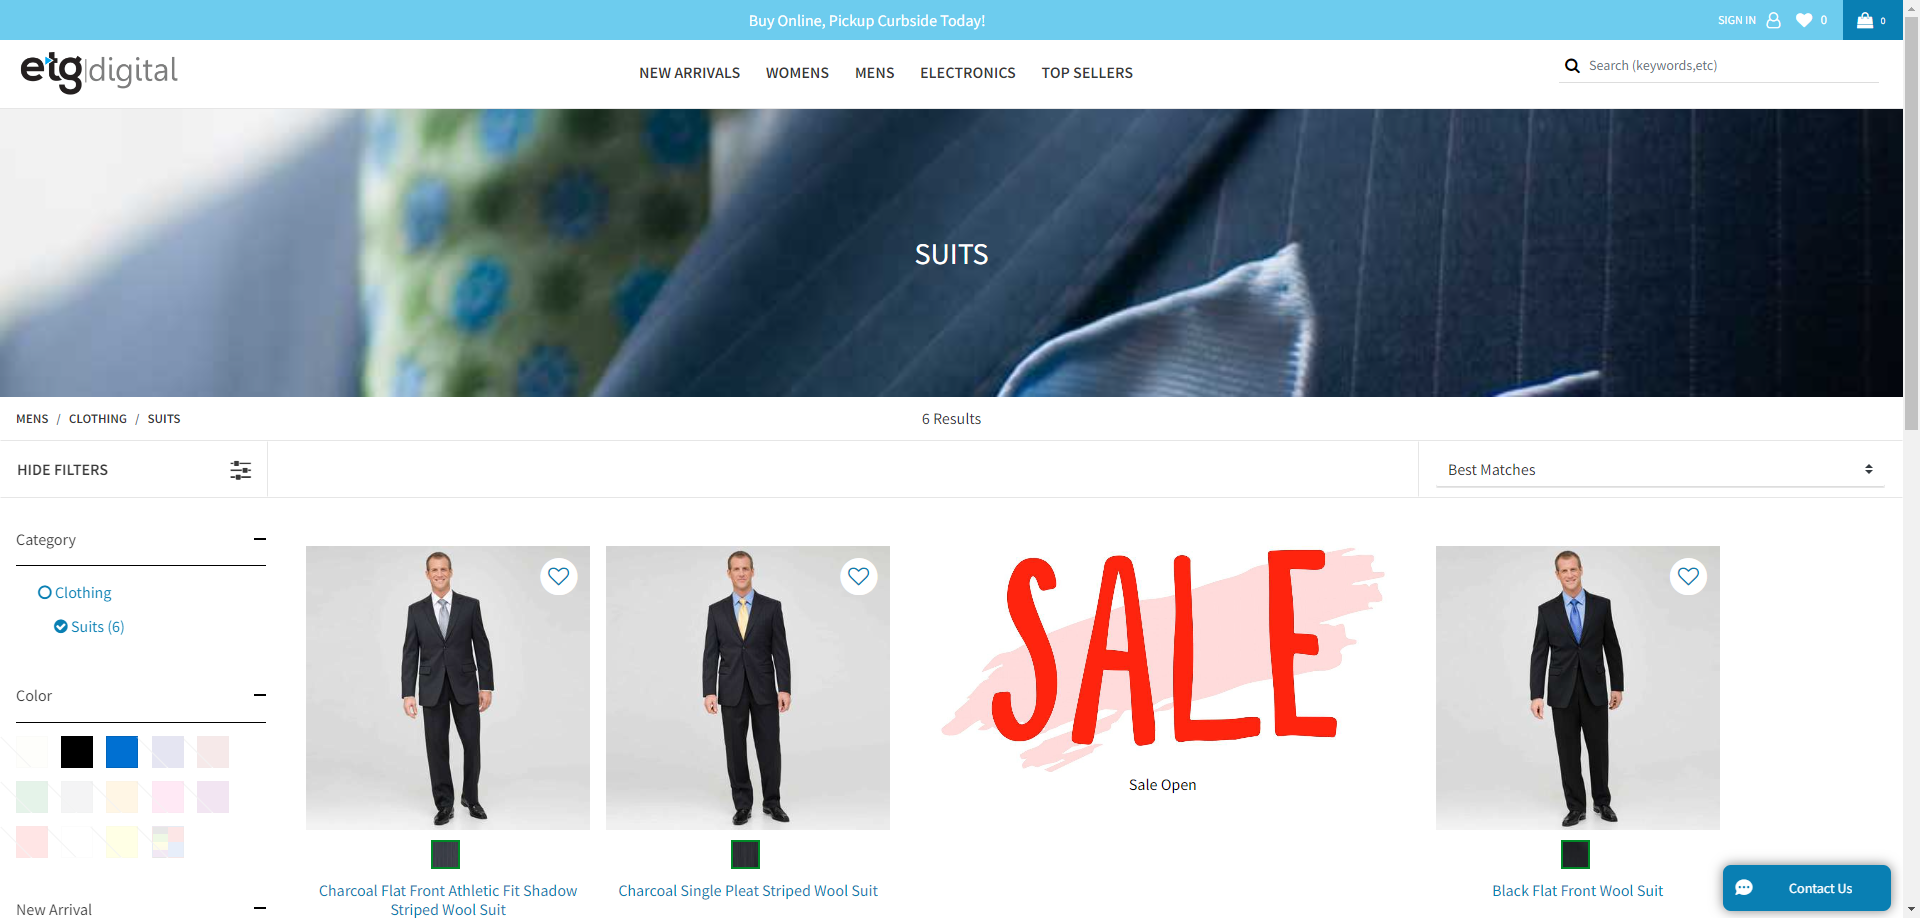 Buy Online, Pickup Curbside Today!
SIGN IN
0
0
etg|digital
NEW ARRIVALS
WOMENS
MENS
ELECTRONICS
TOP SELLERS
Search (keywords,etc)
SUITS
MENS / CLOTHING / SUITS
6 Results
HIDE FILTERS
Best Matches
Category
Clothing
Suits (6)
Color
New Arrival
SALE
Sale Open
Charcoal Flat Front Athletic Fit Shadow
Striped Wool Suit
Charcoal Single Pleat Striped Wool Suit
Black Flat Front Wool Suit
Contact Us